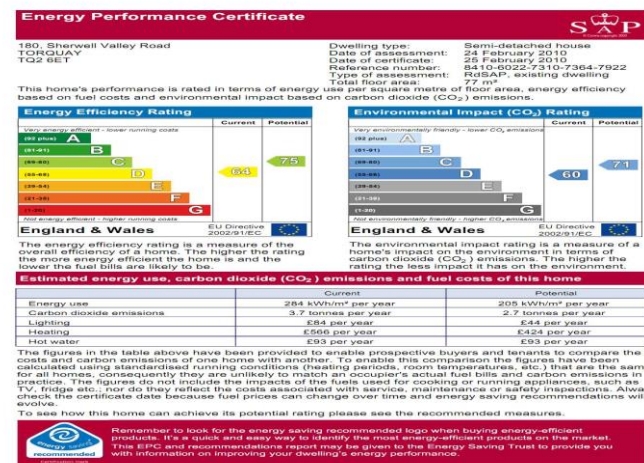 Energy Performance Certificate
SAP
180, Sherwell Valley Road
TORQUAY
TQ2 6ET
Dwelling type: Semi-detached house
Date of assessment: 24 February 2010
Date of certificate: 25 February 2010
Reference number: 8410-6022-7310-7364-7922
Type of assessment: RdSAP, existing dwelling
Total floor area: 77 m²
This home's performance is rated in terms of energy use per square metre of floor area, energy efficiency
based on fuel costs and environmental impact based on carbon dioxide (CO₂) emissions.
Energy Efficiency Rating
Current Potential
Very energy efficient - lower running costs
(92 plus) A
(81-91) B
(69-80) C
(55-68) D
(39-54) E
(21-38) F
(1-20) G
64
75
Not energy efficient - higher running costs
England & Wales
EU Directive
2002/91/EC
Environmental Impact (CO₂) Rating
Current Potential
Very environmentally friendly - lower CO₂ emissions
(92 plus) A
(81-91) B
(69-80) C
(55-68) D
(39-54) E
(21-38) F
(1-20) G
60
71
Not environmentally friendly - higher CO₂ emissions
England & Wales
EU Directive
2002/91/EC
The energy efficiency rating is a measure of the
overall efficiency of a home. The higher the rating
the more energy efficient the home is and the
lower the fuel bills are likely to be.
The environmental impact rating is a measure of a
home's impact on the environment in terms of
carbon dioxide (CO₂) emissions. The higher the
rating the less impact it has on the environment.
Estimated energy use, carbon dioxide (CO₂) emissions and fuel costs of this home
Current Potential
Energy use 284 kWh/m² per year 205 kWh/m² per year
Carbon dioxide emissions 3.7 tonnes per year 2.7 tonnes per year
Lighting £84 per year £44 per year
Heating £566 per year £424 per year
Hot water £93 per year £93 per year
The figures in the table above have been provided to enable prospective buyers and tenants to compare the
costs and carbon emissions of one home with another. To enable this comparison the figures have been
calculated using standardised running conditions (heating periods, room temperatures, etc.) that are the sam
for all homes, consequently they are unlikely to match an occupier's actual fuel bills and carbon emissions in
practice. The figures do not include the impacts of the fuels used for cooking or running appliances, such as
TV, fridge etc.; nor do they reflect the costs associated with service, maintenance or safety inspections. Alwa
check the certificate date because fuel prices can change over time and energy saving recommendations will
evolve.
To see how this home can achieve its potential rating please see the recommended measures.
Remember to look for the energy saving recommended logo when buying energy-efficient
products. It's a quick and easy way to identify the most energy-efficient products on the market.
This EPC and recommendations report may be given to the Energy Saving Trust to provide you
with information on improving your dwelling's energy performance.